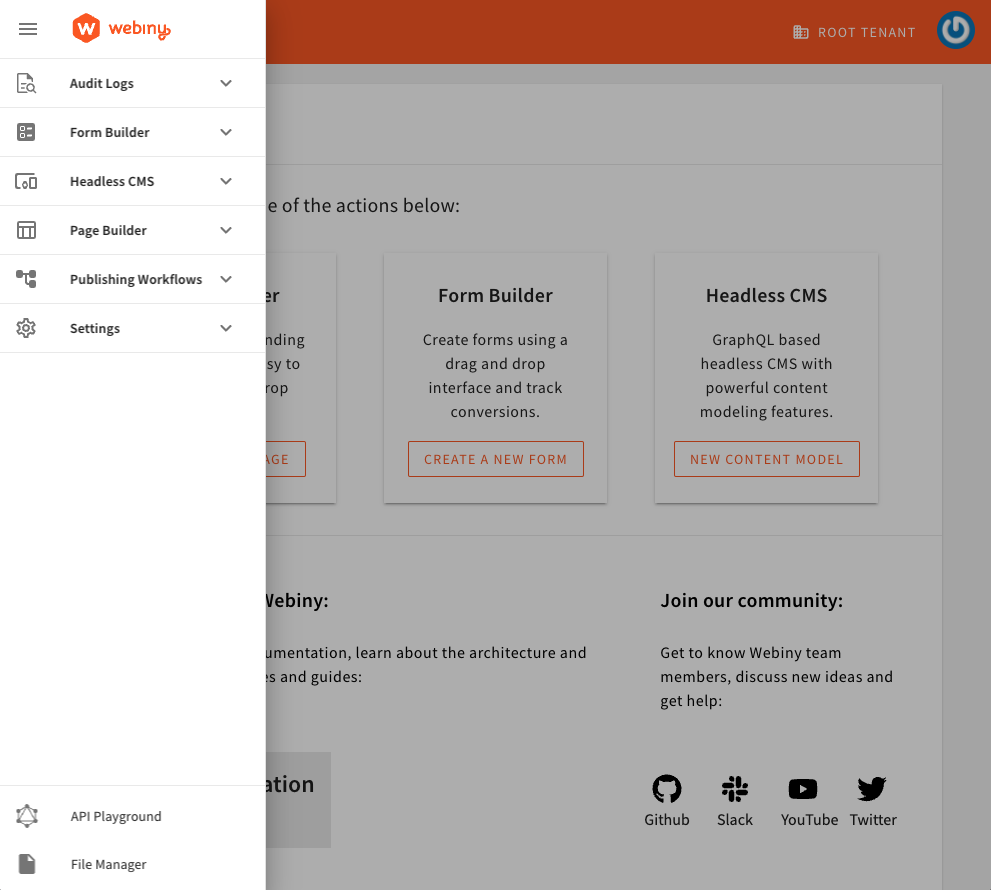 webiny
ROOT TENANT
Audit Logs
Form Builder
Headless CMS
Page Builder
Publishing Workflows
Settings
API Playground
File Manager
e of the actions below:
er
nding
sy to
rop
AGE
Form Builder
Create forms using a
drag and drop
interface and track
conversions.
CREATE A NEW FORM
Headless CMS
GraphQL based
headless CMS with
powerful content
modeling features.
NEW CONTENT MODEL
Webiny:
umentation, learn about the architecture and
es and guides:
ation
Join our community:
Get to know Webiny team
members, discuss new ideas and
get help:
Github
Slack
YouTube
Twitter